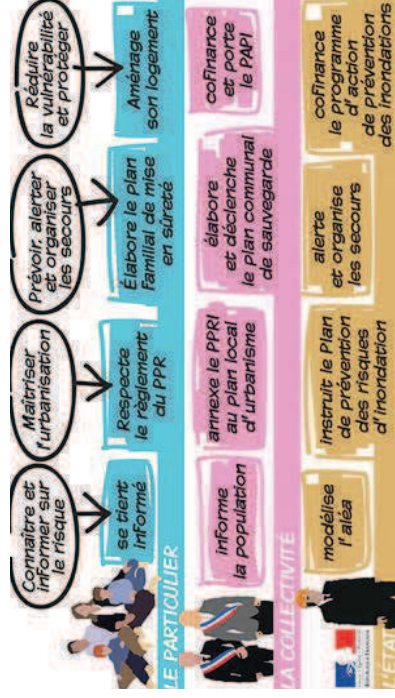 Connaître et
informer sur
le risque
Maîtriser
l'urbanisation
Prévoir, alerter
et organiser
les secours
Réduire
la vulnérabilité
et protéger
LE PARTICULIER
se tient
informé
Respecte
le règlement
du PPR
Élabore le plan
Familial de mise
en sûreté
Aménage
son logement
LA COLLECTIVITÉ
informe
la population
annexe le PPRI
au plan local
d'urbanisme
élabore
et déclenche
le plan communal
de sauvegarde
cofinance
et porte
le PAPI
L'ÉTAT
modélise
l'aléa
instruit le Plan
de prévention
des risques
d'inondation
alerte
et organise
les secours
cofinance
le programme
d'action
de prévention
des inondations